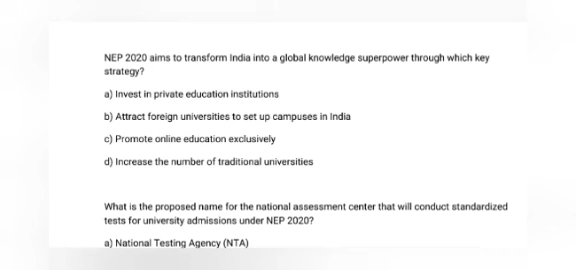 NEP 2020 aims to transform India into a global knowledge superpower through which key
strategy?
a) Invest in private education institutions
b) Attract foreign universities to set up campuses in India
c) Promote online education exclusively
d) Increase the number of traditional universities
What is the proposed name for the national assessment center that will conduct standardized
tests for university admissions under NEP 2020?
a) National Testing Agency (NTA)